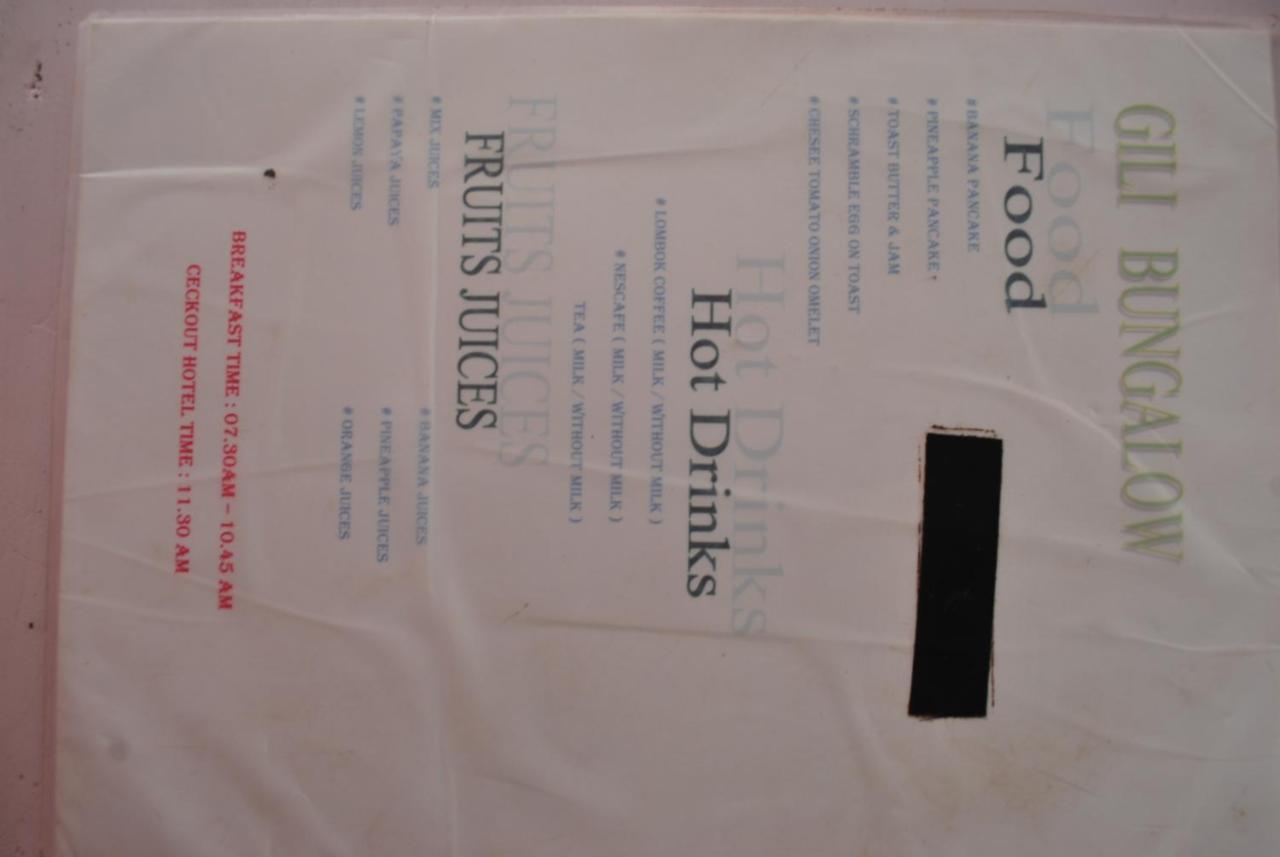 GILI BUNGALOW
Food
# BANANA PANCAKE
# PINEAPPLE PANCAKE '
# TOAST BUTTER & JAM
# SCHRAMBLE EGG ON TOAST
# CHESEE TOMATO ONION OMELET
Hot Drinks
# LOMBOK COFFEE ( MILK / WITHOUT MILK )
# NESCAFE ( MILK / WITHOUT MILK )
TEA ( MILK / WITHOUT MILK )
FRUITS JUICES
# MIX JUICES # BANANA JUICES
# PAPAYA JUICES # PINEAPPLE JUICES
# LEMON JUICES # ORANGE JUICES
BREAKFAST TIME : 07.30AM – 10.45 AM
CECKOUT HOTEL TIME : 11.30 AM